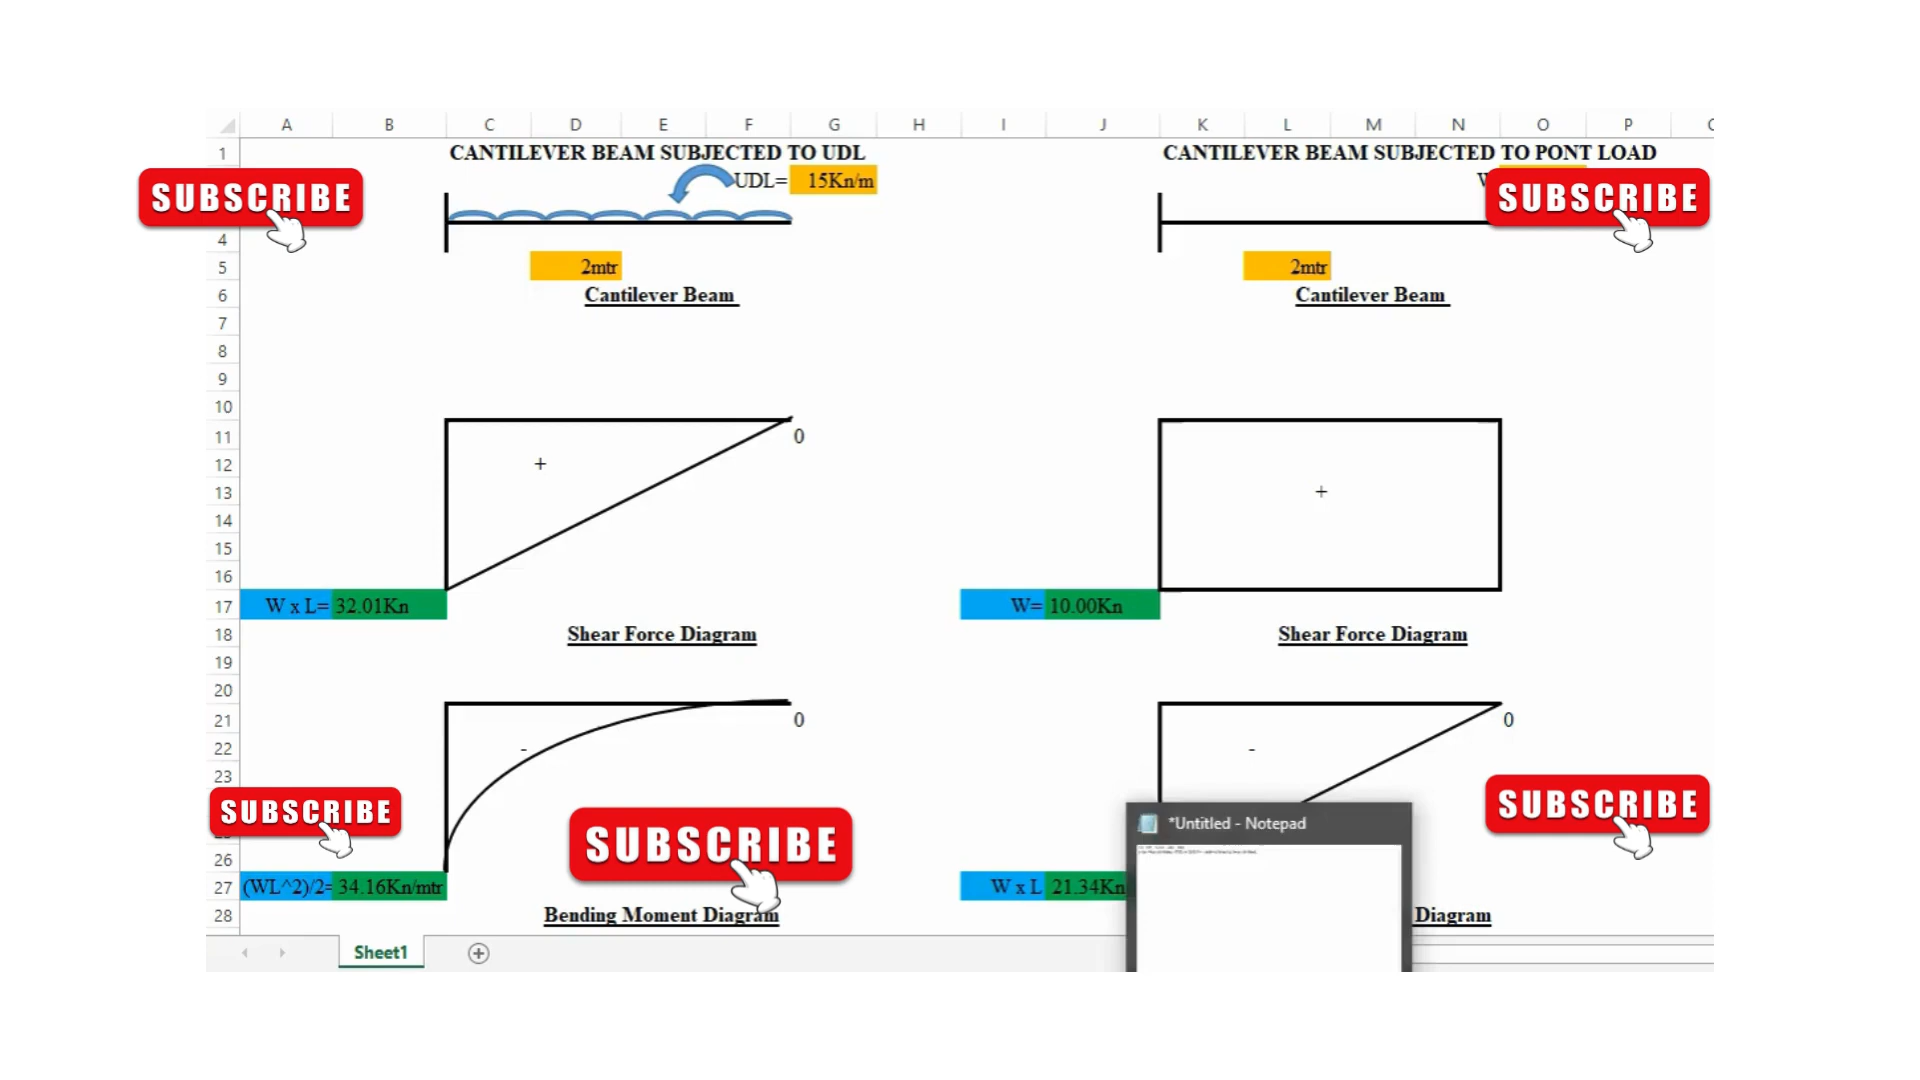 A B C D E F G H I J K L M N O P
1 CANTILEVER BEAM SUBJECTED TO UDL CANTILEVER BEAM SUBJECTED TO PONT LOAD
UDL= 15Kn/m
SUBSCRIBE SUBSCRIBE
4
5 2mtr 2mtr
6 Cantilever Beam Cantilever Beam
7
8
9
10
11 0
12 +
13 +
14
15
16
17 W x L= 32.01Kn W= 10.00Kn
18 Shear Force Diagram Shear Force Diagram
19
20
21 0 0
22 - -
23
SUBSCRIBE SUBSCRIBE SUBSCRIBE
*Untitled - Notepad
26
27 (WL^2)/2= 34.16Kn/mtr W x L 21.34Kn
28 Bending Moment Diagram Diagram
Sheet1